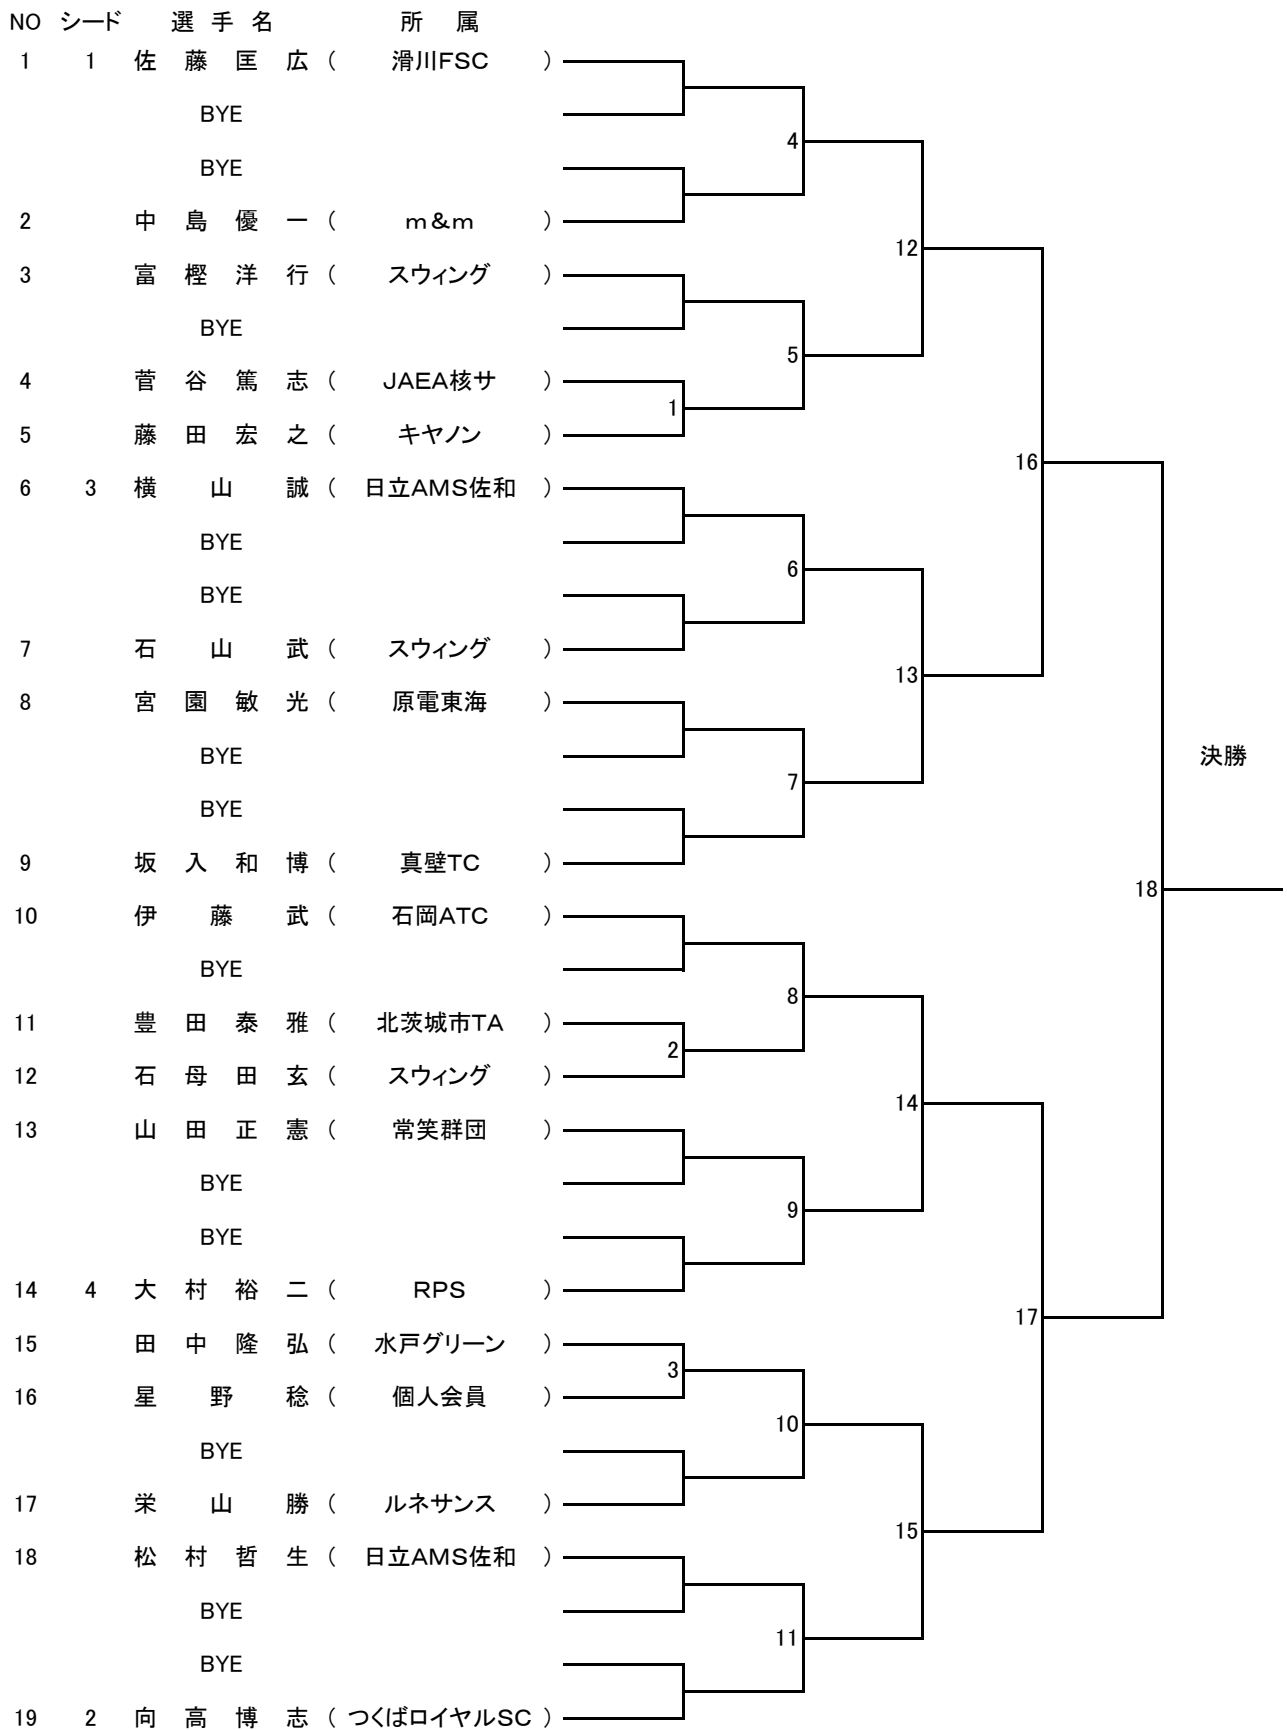 NO シード 選 手 名 所 属
1 1 佐 藤 匡 広 ( 滑川FSC )
BYE
4
BYE
2 中 島 優 一 ( m&m )
12
3 富 樫 洋 行 ( スウィング )
BYE
5
4 菅 谷 篤 志 ( JAEA核サ )
1
5 藤 田 宏 之 ( キヤノン )
16
6 3 横 山 誠 ( 日立AMS佐和 )
BYE
6
BYE
7 石 山 武 ( スウィング )
13
8 宮 園 敏 光 ( 原電東海 )
BYE 決勝
7
BYE
9 坂 入 和 博 ( 真壁TC )
18
10 伊 藤 武 ( 石岡ATC )
BYE
8
11 豊 田 泰 雅 ( 北茨城市TA )
2
12 石 母 田 玄 ( スウィング )
14
13 山 田 正 憲 ( 常笑群団 )
BYE
9
BYE
14 4 大 村 裕 二 ( RPS )
17
15 田 中 隆 弘 ( 水戸グリーン )
3
16 星 野 稔 ( 個人会員 )
10
BYE
17 栄 山 勝 ( ルネサンス )
15
18 松 村 哲 生 ( 日立AMS佐和 )
BYE
11
BYE
19 2 向 高 博 志 ( つくばロイヤルSC )